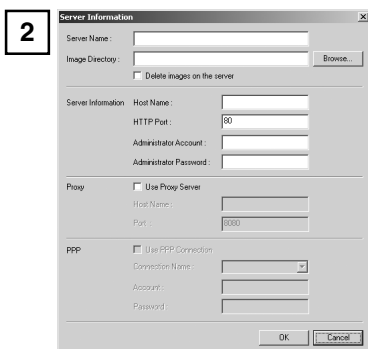 2
Server Information
Server Name :
Image Directory :
Browse...
Delete images on the server
Server Information
Host Name :
HTTP Port :
80
Administrator Account :
Administrator Password :
Proxy
Use Proxy Server
Host Name :
Port :
8080
PPP
Use PPP Connection
Connection Name :
Account :
Password :
OK
Cancel